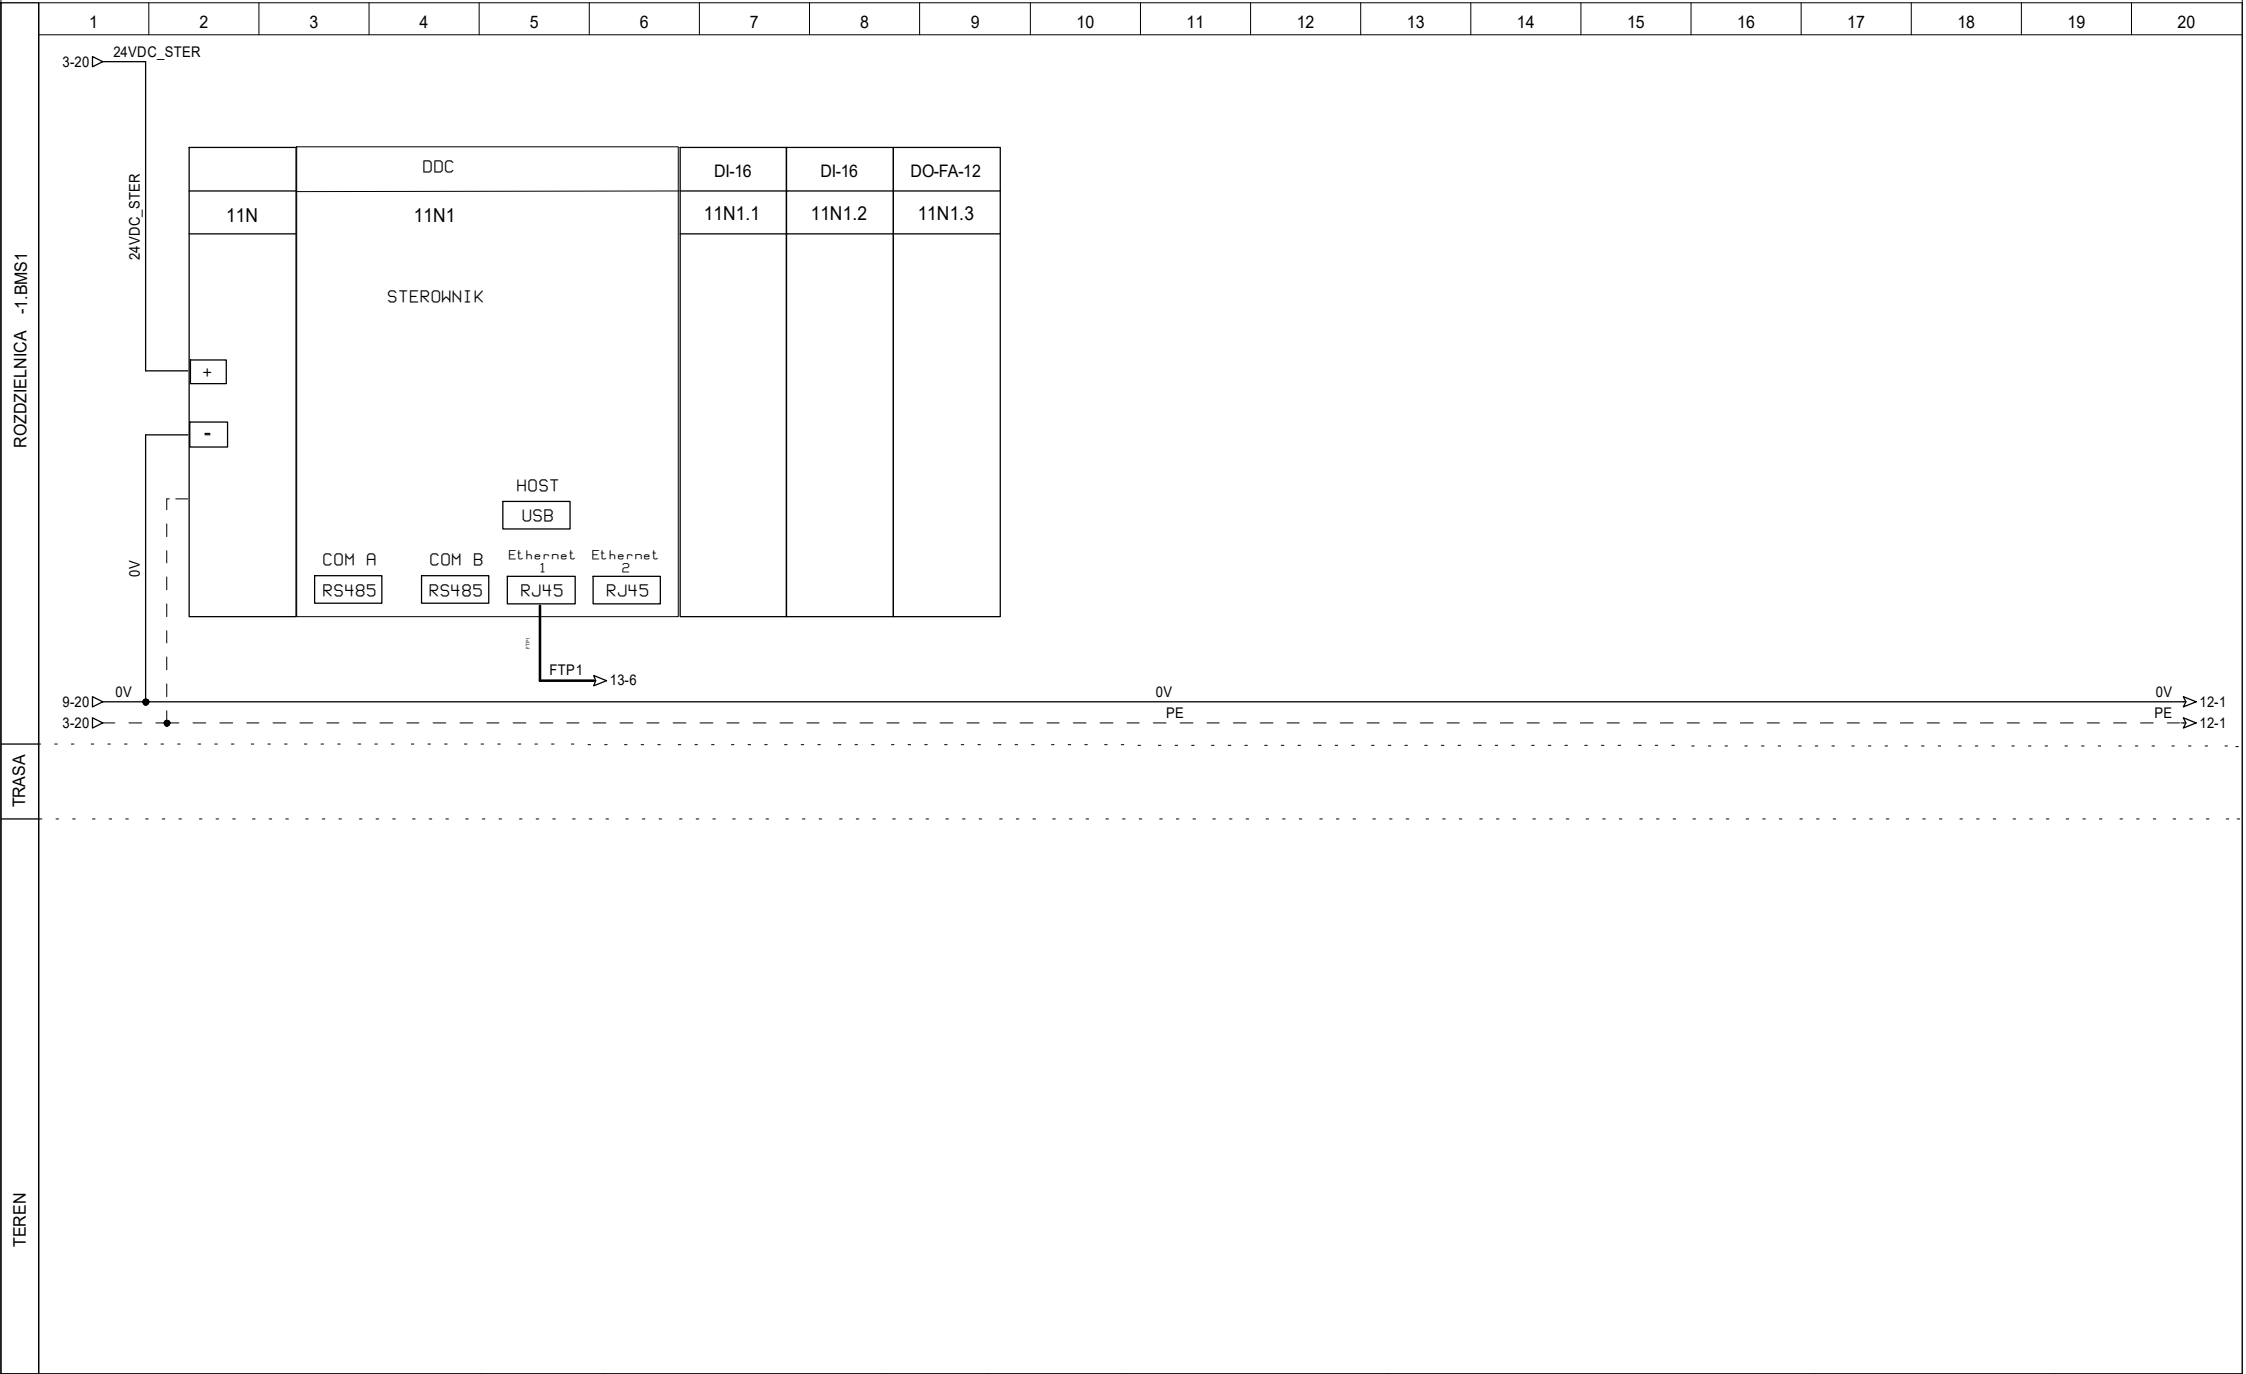 1 2 3 4 5 6 7 8 9 10 11 12 13 14 15 16 17 18 19 20
24VDC_STER
3-20
24VDC_STER
DDC
DI-16 DI-16 DO-FA-12
11N 11N1 11N1.1 11N1.2 11N1.3
STEROWNIK
ROZDZIELNICA -1.BMS1
+
-
HOST
USB
COM A COM B Ethernet 1 Ethernet 2
RS485 RS485 RJ45 RJ45
0V
FTP1
FTP1 13-6
9-20 0V 0V 0V 12-1
3-20 PE PE 12-1
TRASA
TEREN